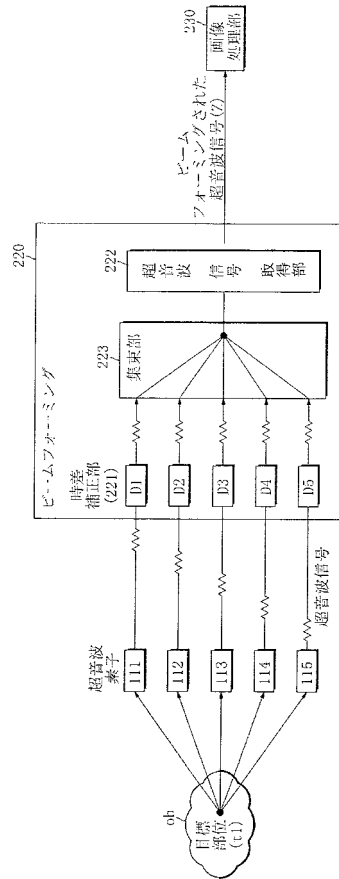 ob
目標
部位
(t1)
超音波
素子
111
112
113
114
115
超音波信号
220
ビームフォーミング
時差
補正部
(221)
D1
D2
D3
D4
D5
223
集束部
222
超音波
信号
取得部
ビーム
フォーミングされた
超音波信号(Z)
230
画像
処理部